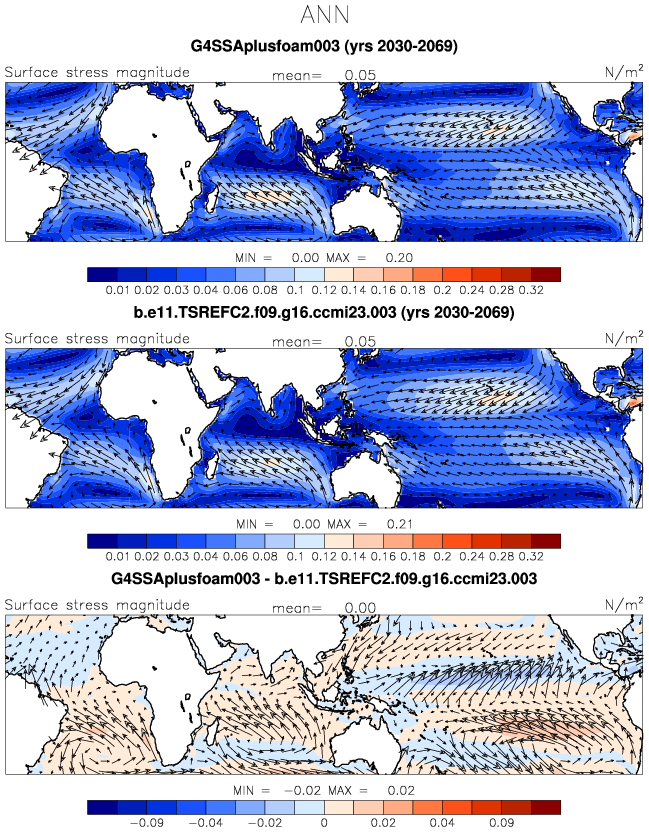 ANN
G4SSAplusfoam003 (yrs 2030-2069)
Surface stress magnitude mean= 0.05 N/m²
MIN = 0.00 MAX = 0.20
0.01 0.02 0.03 0.04 0.06 0.08 0.1 0.12 0.14 0.16 0.18 0.2 0.24 0.28 0.32
b.e11.TSREFC2.f09.g16.ccmi23.003 (yrs 2030-2069)
Surface stress magnitude mean= 0.05 N/m²
MIN = 0.00 MAX = 0.21
0.01 0.02 0.03 0.04 0.06 0.08 0.1 0.12 0.14 0.16 0.18 0.2 0.24 0.28 0.32
G4SSAplusfoam003 - b.e11.TSREFC2.f09.g16.ccmi23.003
Surface stress magnitude mean= 0.00 N/m²
MIN = −0.02 MAX = 0.02
−0.09 −0.04 −0.02 0 0.02 0.04 0.09